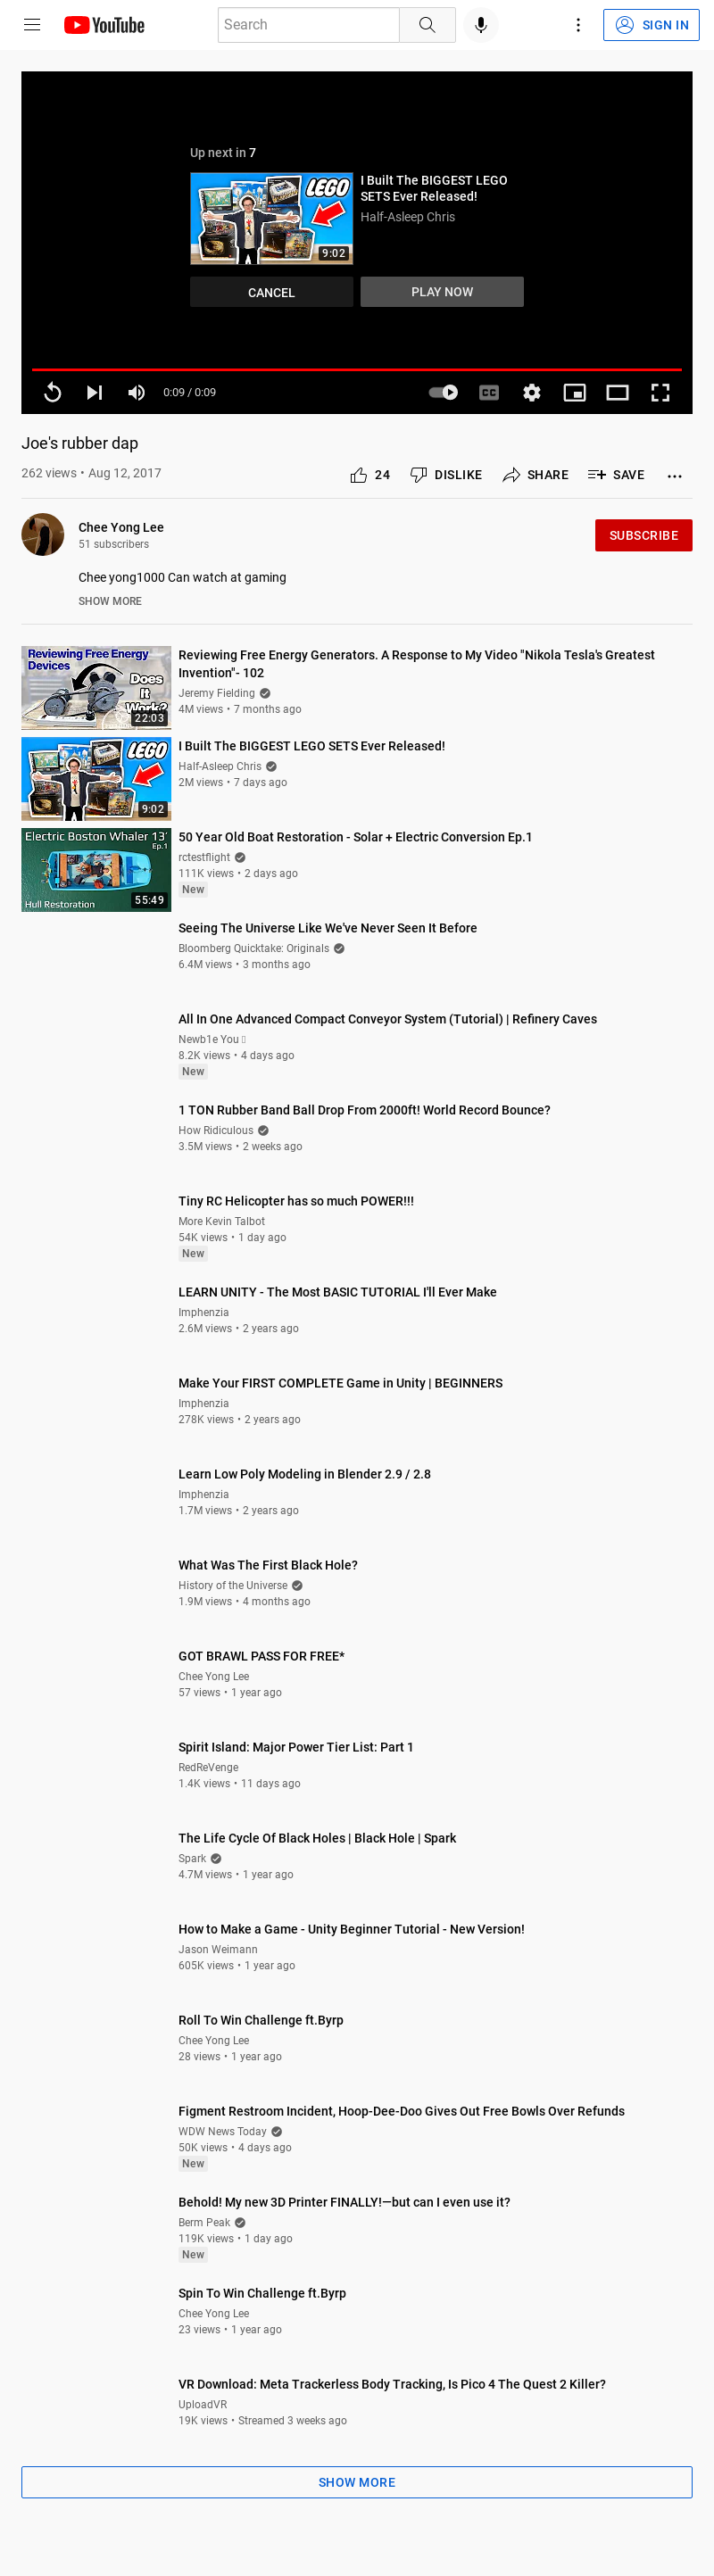 YouTube
Search
SIGN IN
Up next in 7
LEGO
9:02
I Built The BIGGEST LEGO
SETS Ever Released!
Half-Asleep Chris
CANCEL
PLAY NOW
0:09 / 0:09
CC
Joe's rubber dap
262 views • Aug 12, 2017
24
DISLIKE
SHARE
SAVE
Chee Yong Lee
51 subscribers
SUBSCRIBE
Chee yong1000 Can watch at gaming
SHOW MORE
Reviewing Free Energy
Devices
Does
It
Work?
22:03
Reviewing Free Energy Generators. A Response to My Video "Nikola Tesla's Greatest
Invention"- 102
Jeremy Fielding
4M views • 7 months ago
LEGO
9:02
I Built The BIGGEST LEGO SETS Ever Released!
Half-Asleep Chris
2M views • 7 days ago
Electric Boston Whaler 13'
Ep.1
Hull Restoration
55:49
50 Year Old Boat Restoration - Solar + Electric Conversion Ep.1
rctestflight
111K views • 2 days ago
New
Seeing The Universe Like We've Never Seen It Before
Bloomberg Quicktake: Originals
6.4M views • 3 months ago
All In One Advanced Compact Conveyor System (Tutorial) | Refinery Caves
Newb1e You
8.2K views • 4 days ago
New
1 TON Rubber Band Ball Drop From 2000ft! World Record Bounce?
How Ridiculous
3.5M views • 2 weeks ago
Tiny RC Helicopter has so much POWER!!!
More Kevin Talbot
54K views • 1 day ago
New
LEARN UNITY - The Most BASIC TUTORIAL I'll Ever Make
Imphenzia
2.6M views • 2 years ago
Make Your FIRST COMPLETE Game in Unity | BEGINNERS
Imphenzia
278K views • 2 years ago
Learn Low Poly Modeling in Blender 2.9 / 2.8
Imphenzia
1.7M views • 2 years ago
What Was The First Black Hole?
History of the Universe
1.9M views • 4 months ago
GOT BRAWL PASS FOR FREE*
Chee Yong Lee
57 views • 1 year ago
Spirit Island: Major Power Tier List: Part 1
RedReVenge
1.4K views • 11 days ago
The Life Cycle Of Black Holes | Black Hole | Spark
Spark
4.7M views • 1 year ago
How to Make a Game - Unity Beginner Tutorial - New Version!
Jason Weimann
605K views • 1 year ago
Roll To Win Challenge ft.Byrp
Chee Yong Lee
28 views • 1 year ago
Figment Restroom Incident, Hoop-Dee-Doo Gives Out Free Bowls Over Refunds
WDW News Today
50K views • 4 days ago
New
Behold! My new 3D Printer FINALLY!—but can I even use it?
Berm Peak
119K views • 1 day ago
New
Spin To Win Challenge ft.Byrp
Chee Yong Lee
23 views • 1 year ago
VR Download: Meta Trackerless Body Tracking, Is Pico 4 The Quest 2 Killer?
UploadVR
19K views • Streamed 3 weeks ago
SHOW MORE